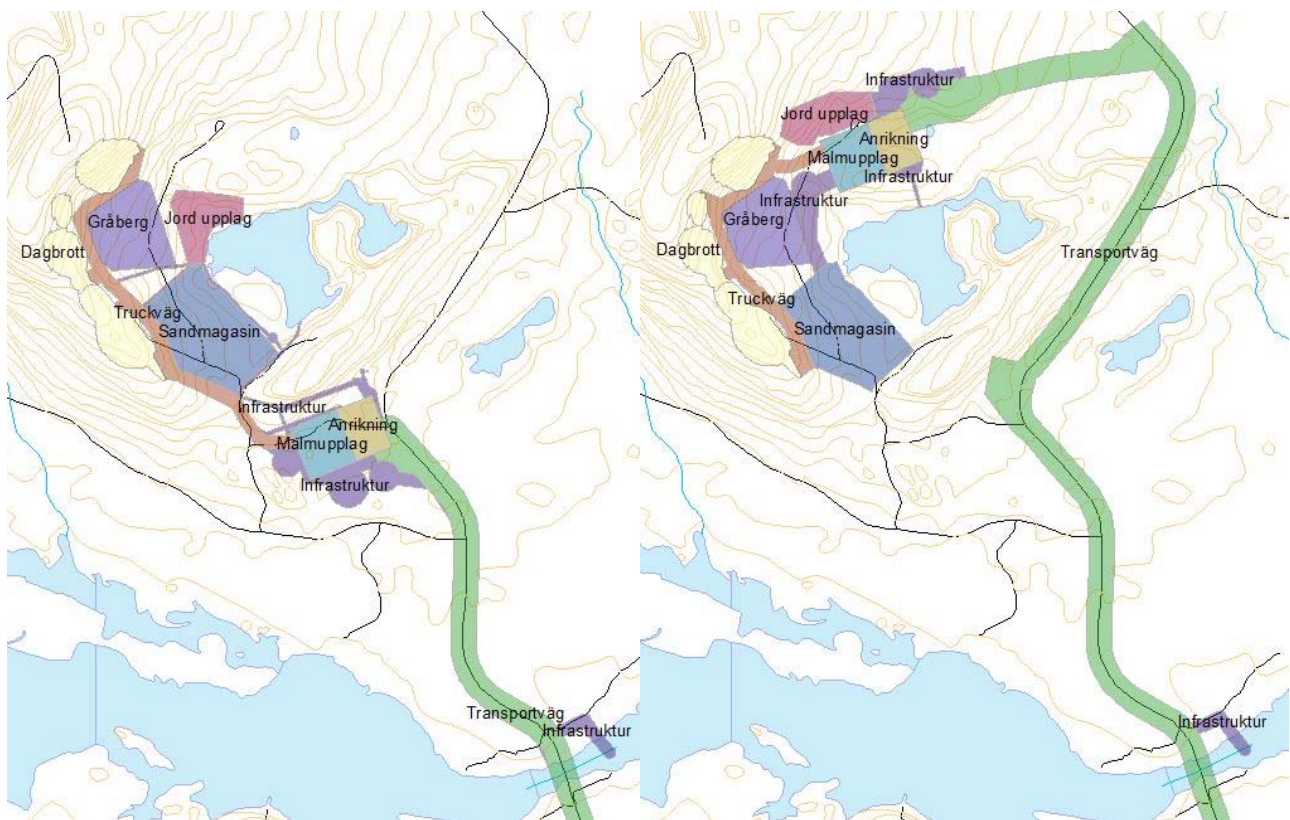 Gråberg
Jord upplag
Dagbrott
Truckväg
Sandmagasin
Infrastruktur
Anrikning
Malmupplag
Infrastruktur
Transportväg
Infrastruktur
Infrastruktur
Jord upplag
Anrikning
Malmupplag
Infrastruktur
Infrastruktur
Gråberg
Dagbrott
Transportväg
Truckväg
Sandmagasin
Infrastruktur